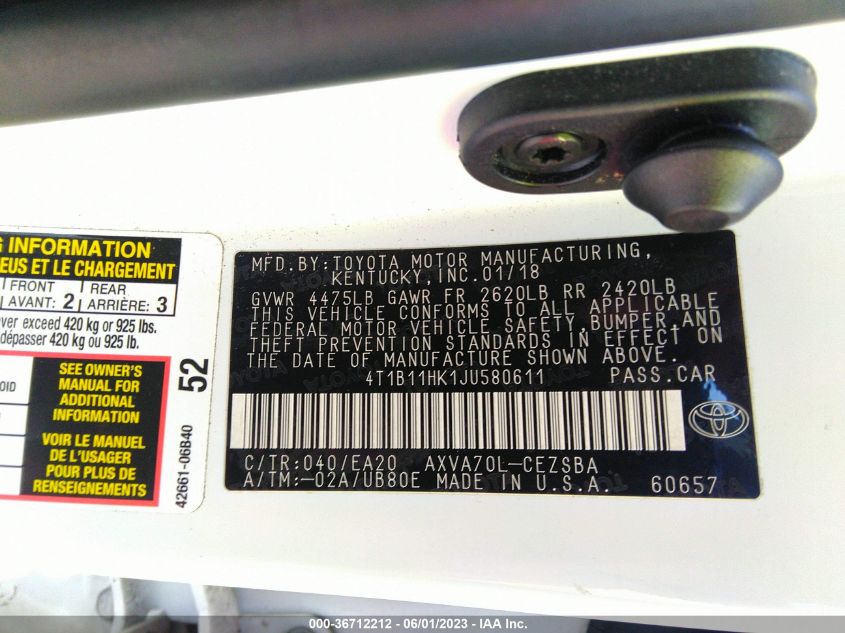 G INFORMATION
EUS ET LE CHARGEMENT
FRONT REAR
AVANT: 2 ARRIÈRE: 3
ver exceed 420 kg or 925 lbs.
dépasser 420 kg ou 925 lb.
OID
SEE OWNER'S
MANUAL FOR
ADDITIONAL
INFORMATION
VOIR LE MANUEL
DE L'USAGER
POUR PLUS DE
RENSEIGNEMENTS
52
42661-06B40
MFD.BY:TOYOTA MOTOR MANUFACTURING,
KENTUCKY,INC.01/18
GVWR 4475LB GAWR FR 2620LB RR 2420LB
THIS VEHICLE CONFORMS TO ALL APPLICABLE
FEDERAL MOTOR VEHICLE SAFETY,BUMPER,AND
THEFT PREVENTION STANDARDS IN EFFECT ON
THE DATE OF MANUFACTURE SHOWN ABOVE.
4T1B11HK1JU580611 PASS.CAR
C/TR:040/EA20 AXVA70L-CEZSBA
A/TM:-02A/UB80E MADE IN U.S.A. 60657
000-36712212 - 06/01/2023 - IAA Inc.